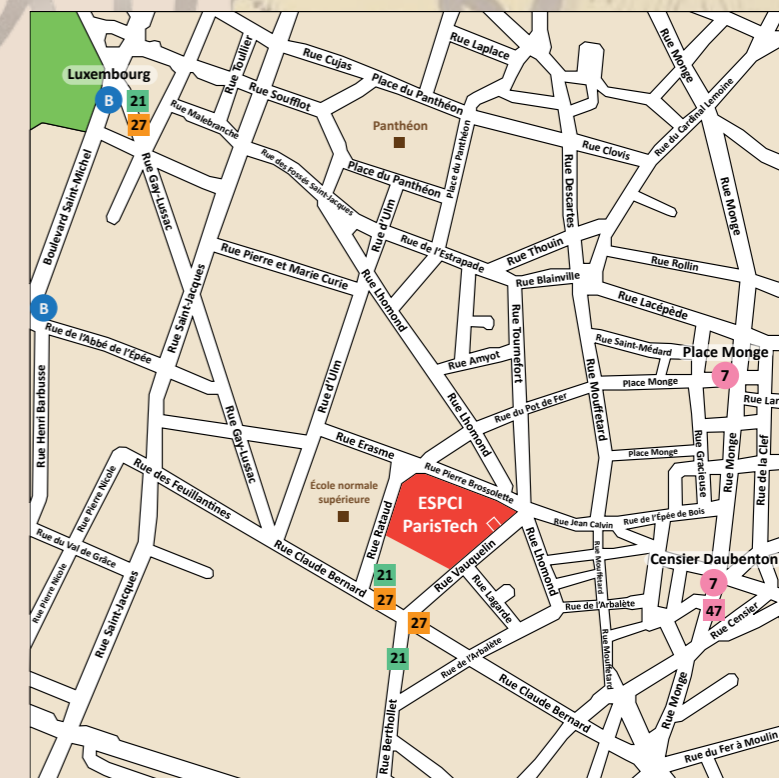 Rue Toullier
Rue Cujas
Rue Laplace
Rue Monge
Luxembourg
B
21
27
Rue Malebranche
Rue Soufflot
Place du Panthéon
Panthéon
Place du Panthéon
Place du Panthéon
Rue Clovis
Rue du Cardinal Lemoine
Rue Descartes
Rue Monge
Boulevard Saint-Michel
Rue Gay-Lussac
Rue des Fossés Saint-Jacques
Rue d'Ulm
Rue de l'Estrapade
Rue Thouin
Rue Blainville
Rue Rollin
Rue Lacépède
Rue Pierre et Marie Curie
Rue Saint-Jacques
Rue Lhomond
Rue Tournefort
B
Rue de l'Abbé de l'Épée
Rue Saint-Médard
Place Monge
7
Rue Amyot
Rue Mouffetard
Place Monge
Rue Henri Barbusse
Rue d'Ulm
Rue Lhomond
Rue du Pot de Fer
Rue Lar
Rue Gay-Lussac
Rue Erasme
Place Monge
Rue Gracieuse
Rue Monge
Rue de la Clef
Rue Pierre Nicole
Rue des Feuillantines
École normale
supérieure
Rue Pierre Brossolette
ESPCI
ParisTech
Rue Rataud
Rue Jean Calvin
Rue de l'Épée de Bois
Rue du Val de Grâce
Rue Pierre Nicole
Rue Claude Bernard
Rue Vauquelin
Rue Lhomond
Rue Mouffetard
Censier Daubenton
7
47
21
27
27
21
Rue Lagarde
Rue de l'Arbalète
Rue Censier
Rue Saint-Jacques
Rue de l'Arbalète
Rue Mouffetard
Rue Claude Bernard
Rue Monge
Rue Berthollet
Rue du Fer à Moulin